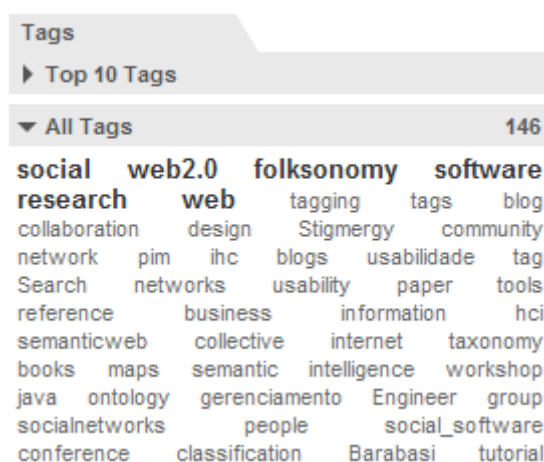 Tags
Top 10 Tags
All Tags 146
social web2.0 folksonomy software
research web tagging tags blog
collaboration design Stigmergy community
network pim ihc blogs usabilidade tag
Search networks usability paper tools
reference business information hci
semanticweb collective internet taxonomy
books maps semantic intelligence workshop
java ontology gerenciamento Engineer group
socialnetworks people social_software
conference classification Barabasi tutorial